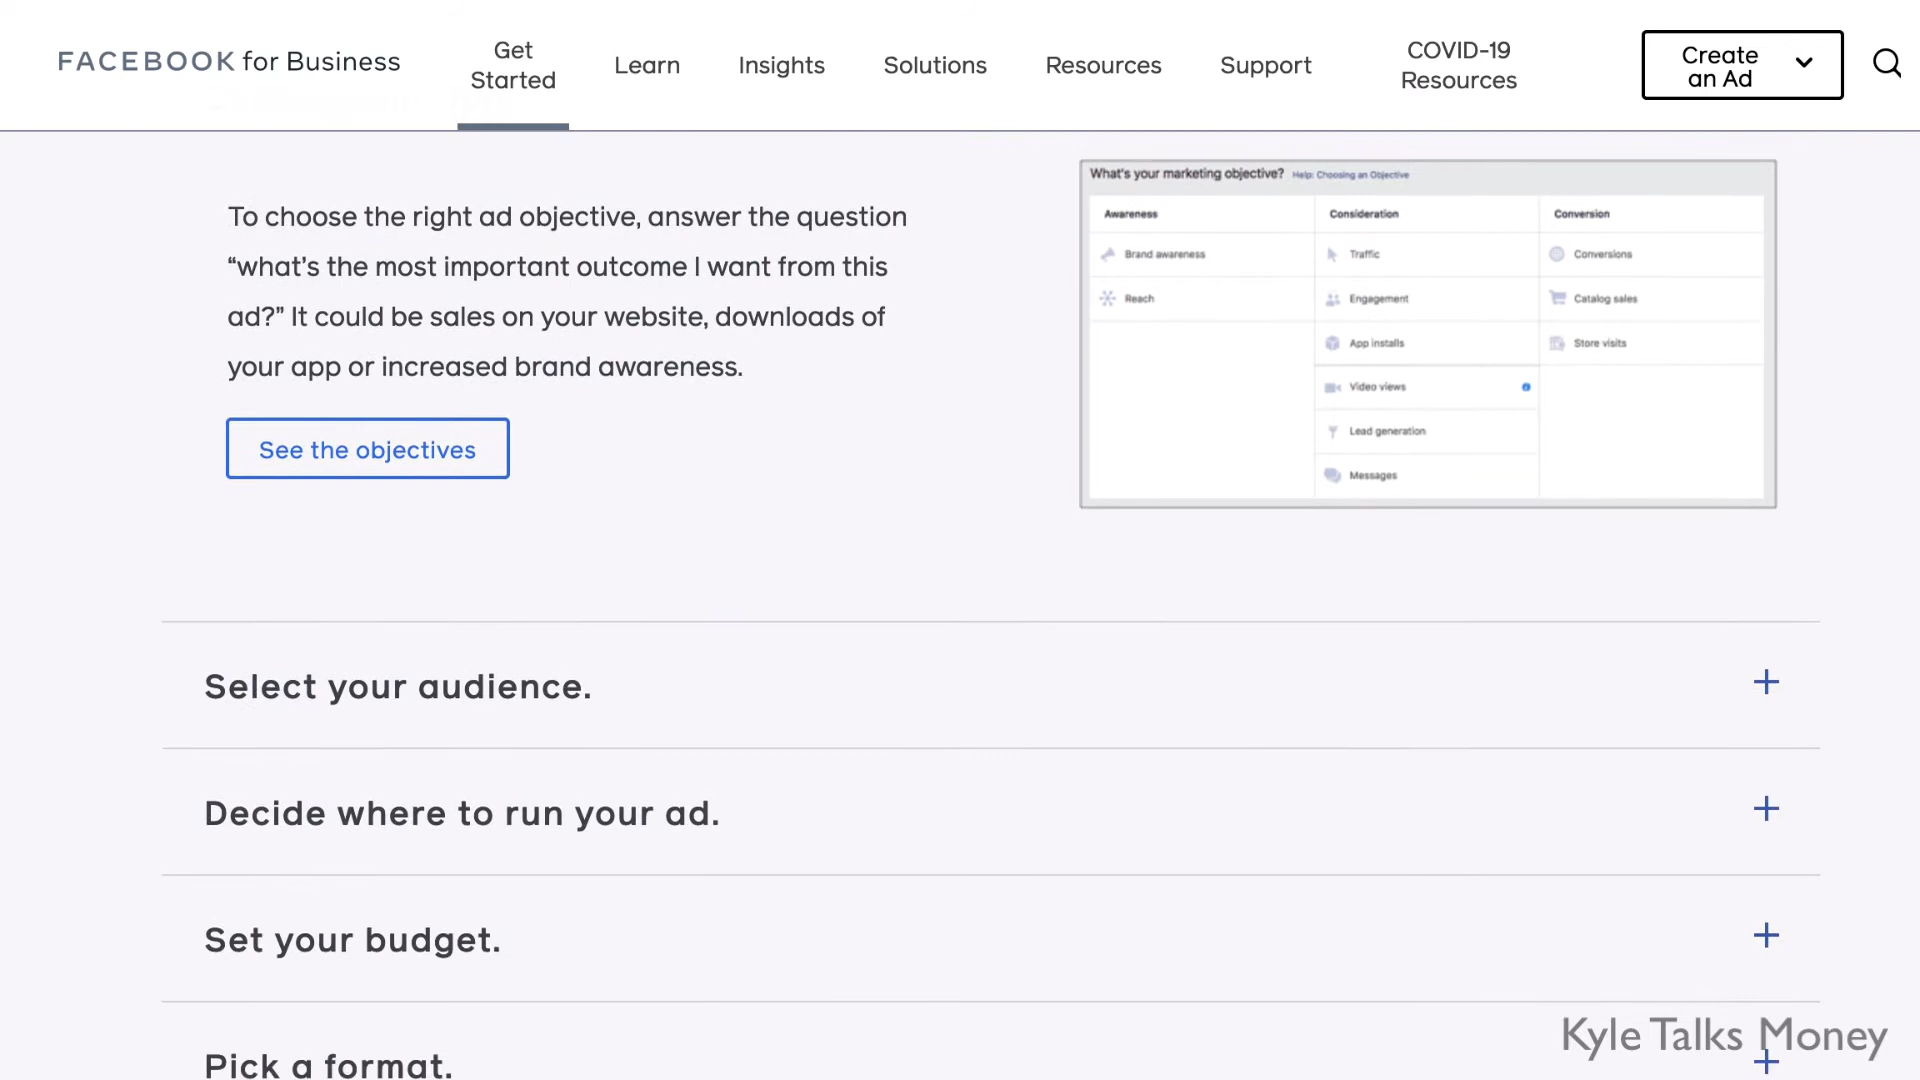 FACEBOOK for Business
Get
Started
Learn
Insights
Solutions
Resources
Support
COVID-19
Resources
Create
an Ad
To choose the right ad objective, answer the question
“what’s the most important outcome I want from this
ad?” It could be sales on your website, downloads of
your app or increased brand awareness.
See the objectives
What's your marketing objective? Help: Choosing an Objective
Awareness
Brand awareness
Reach
Consideration
Traffic
Engagement
App installs
Video views
Lead generation
Messages
Conversion
Conversions
Catalog sales
Store visits
Select your audience.
Decide where to run your ad.
Set your budget.
Pick a format.
Kyle Talks Money